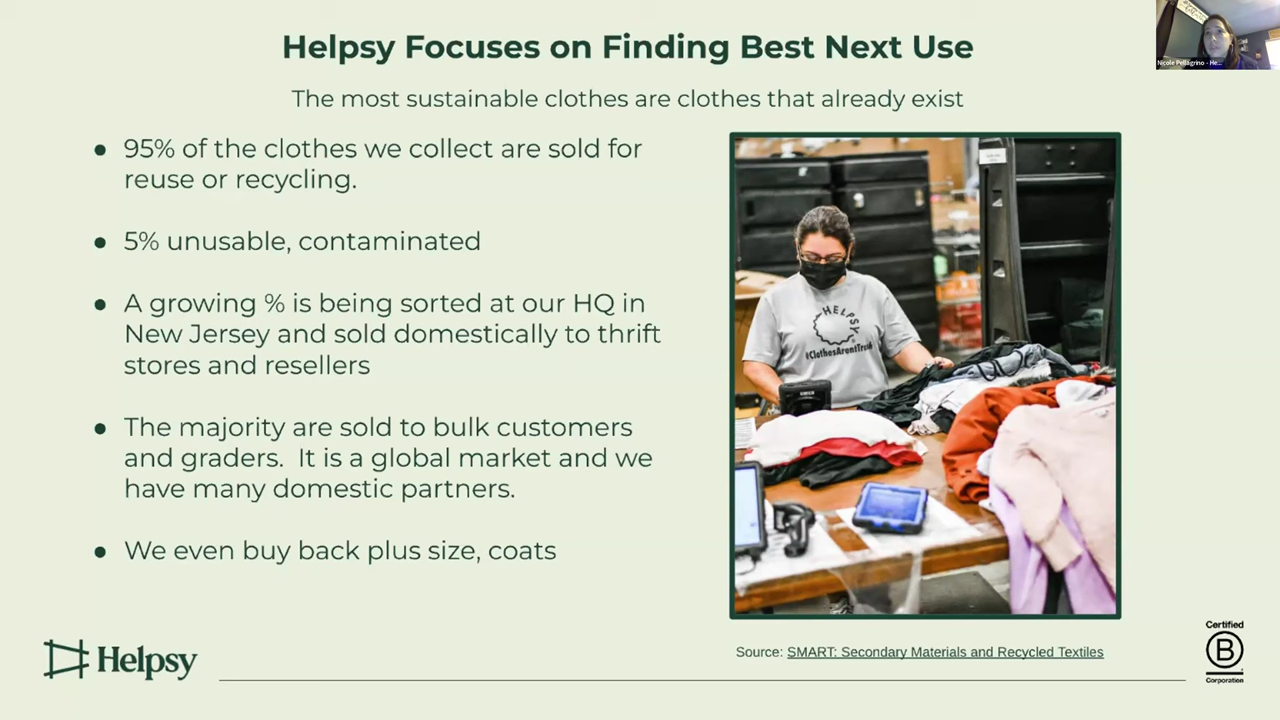 Helpsy Focuses on Finding Best Next Use
The most sustainable clothes are clothes that already exist
● 95% of the clothes we collect are sold for
reuse or recycling.
● 5% unusable, contaminated
● A growing % is being sorted at our HQ in
New Jersey and sold domestically to thrift
stores and resellers
● The majority are sold to bulk customers
and graders.  It is a global market and we
have many domestic partners.
● We even buy back plus size, coats
HELPSY
#ClothesArentTrash
Source: SMART: Secondary Materials and Recycled Textiles
Helpsy
Certified
B
Corporation
Nicole Pellagrino - He...